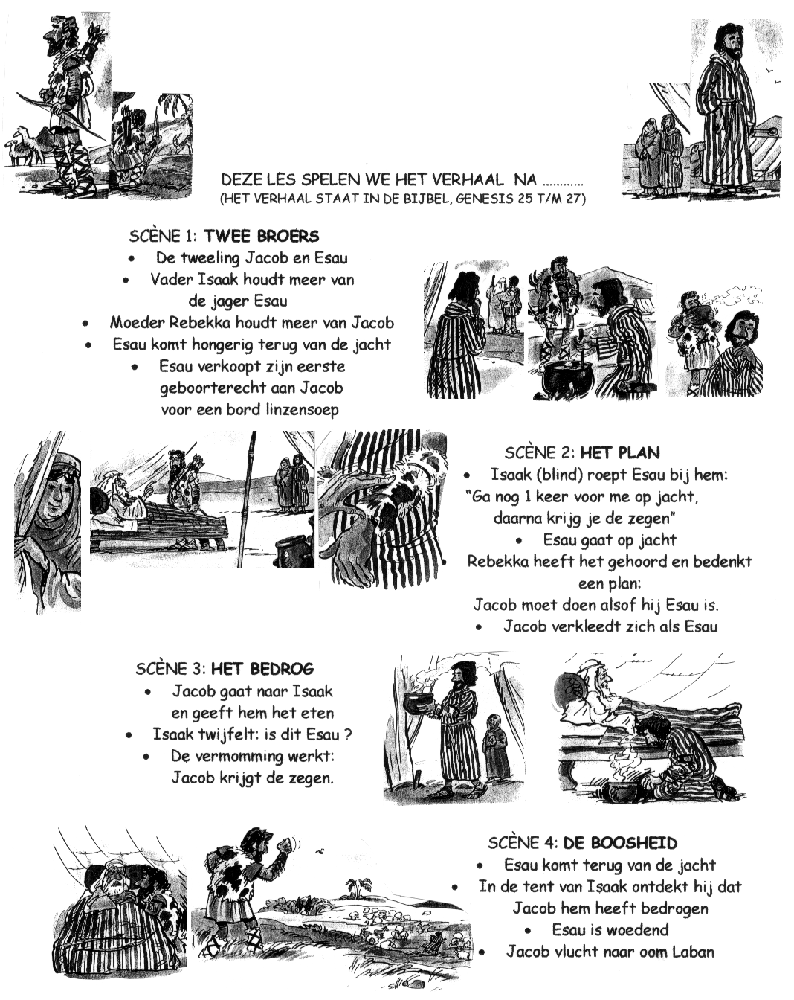 DEZE LES SPELEN WE HET VERHAAL NA ............
(HET VERHAAL STAAT IN DE BIJBEL, GENESIS 25 T/M 27)
SCÈNE 1: TWEE BROERS
• De tweeling Jacob en Esau
• Vader Isaak houdt meer van
de jager Esau
• Moeder Rebekka houdt meer van Jacob
• Esau komt hongerig terug van de jacht
• Esau verkoopt zijn eerste
geboorterecht aan Jacob
voor een bord linzensoep
SCÈNE 2: HET PLAN
• Isaak (blind) roept Esau bij hem:
"Ga nog 1 keer voor me op jacht,
daarna krijg je de zegen"
• Esau gaat op jacht
• Rebekka heeft het gehoord en bedenkt
een plan:
Jacob moet doen alsof hij Esau is.
• Jacob verkleedt zich als Esau
SCÈNE 3: HET BEDROG
• Jacob gaat naar Isaak
en geeft hem het eten
• Isaak twijfelt: is dit Esau ?
• De vermomming werkt:
Jacob krijgt de zegen.
SCÈNE 4: DE BOOSHEID
• Esau komt terug van de jacht
• In de tent van Isaak ontdekt hij dat
Jacob hem heeft bedrogen
• Esau is woedend
• Jacob vlucht naar oom Laban